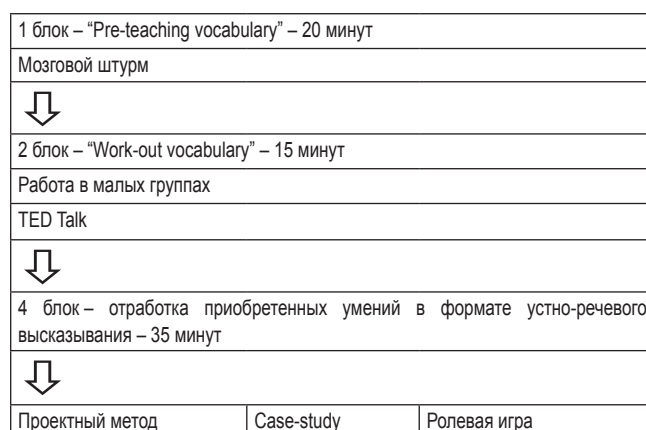 1 блок – “Pre-teaching vocabulary” – 20 минут
Мозговой штурм
2 блок – “Work-out vocabulary” – 15 минут
Работа в малых группах
TED Talk
4 блок – отработка приобретенных умений в формате устно-речевого
высказывания – 35 минут
Проектный метод Case-study Ролевая игра